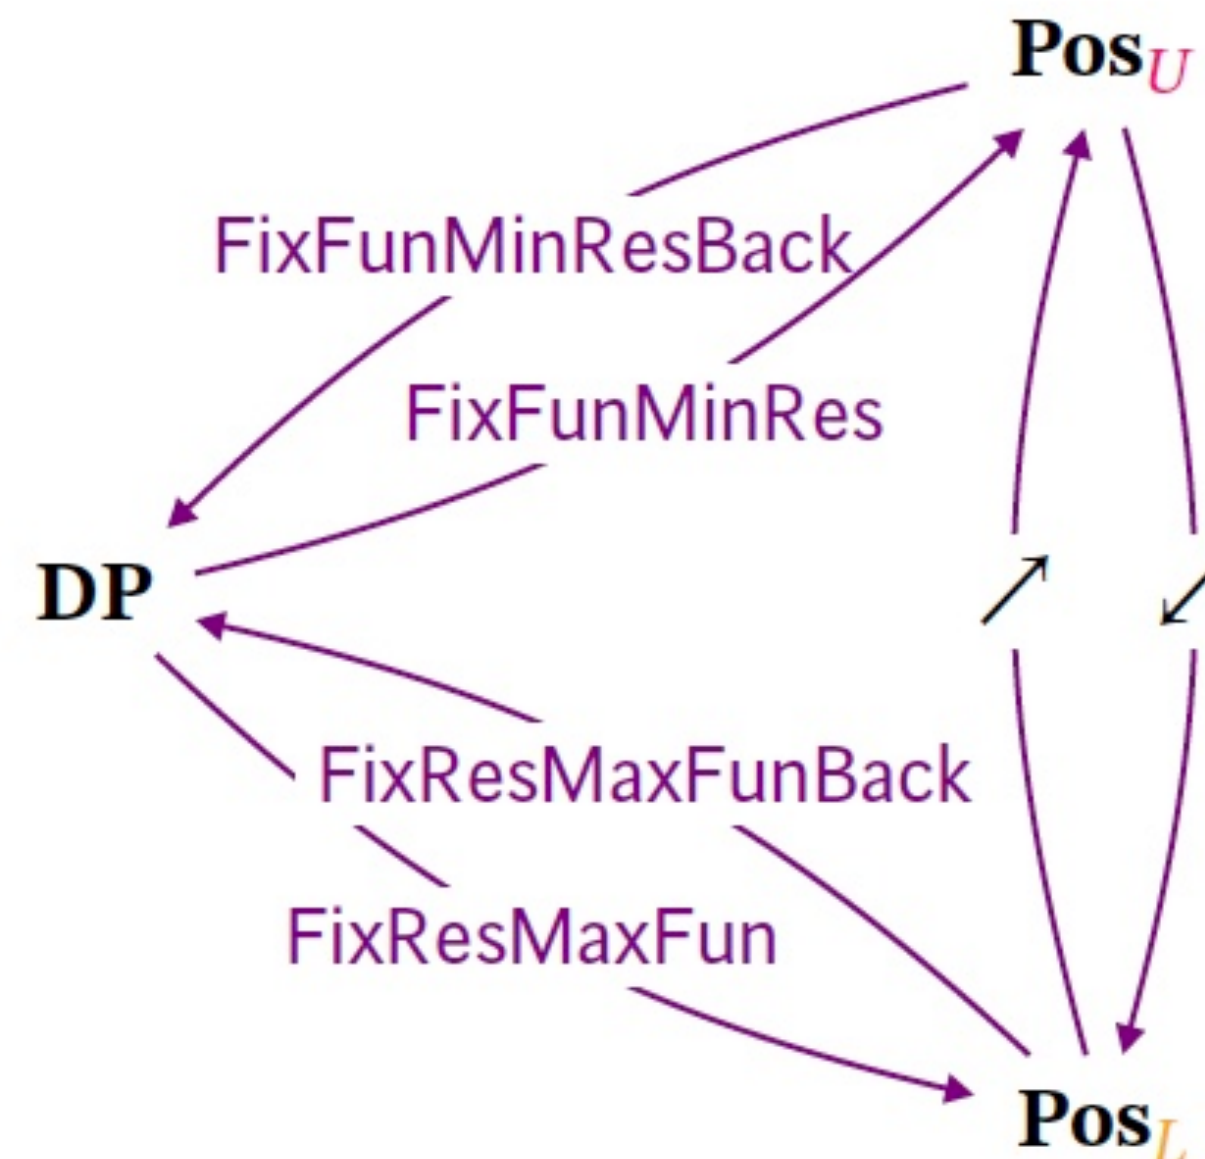 Pos_U
FixFunMinResBack
FixFunMinRes
DP
↗ ↙
FixResMaxFunBack
FixResMaxFun
Pos_L